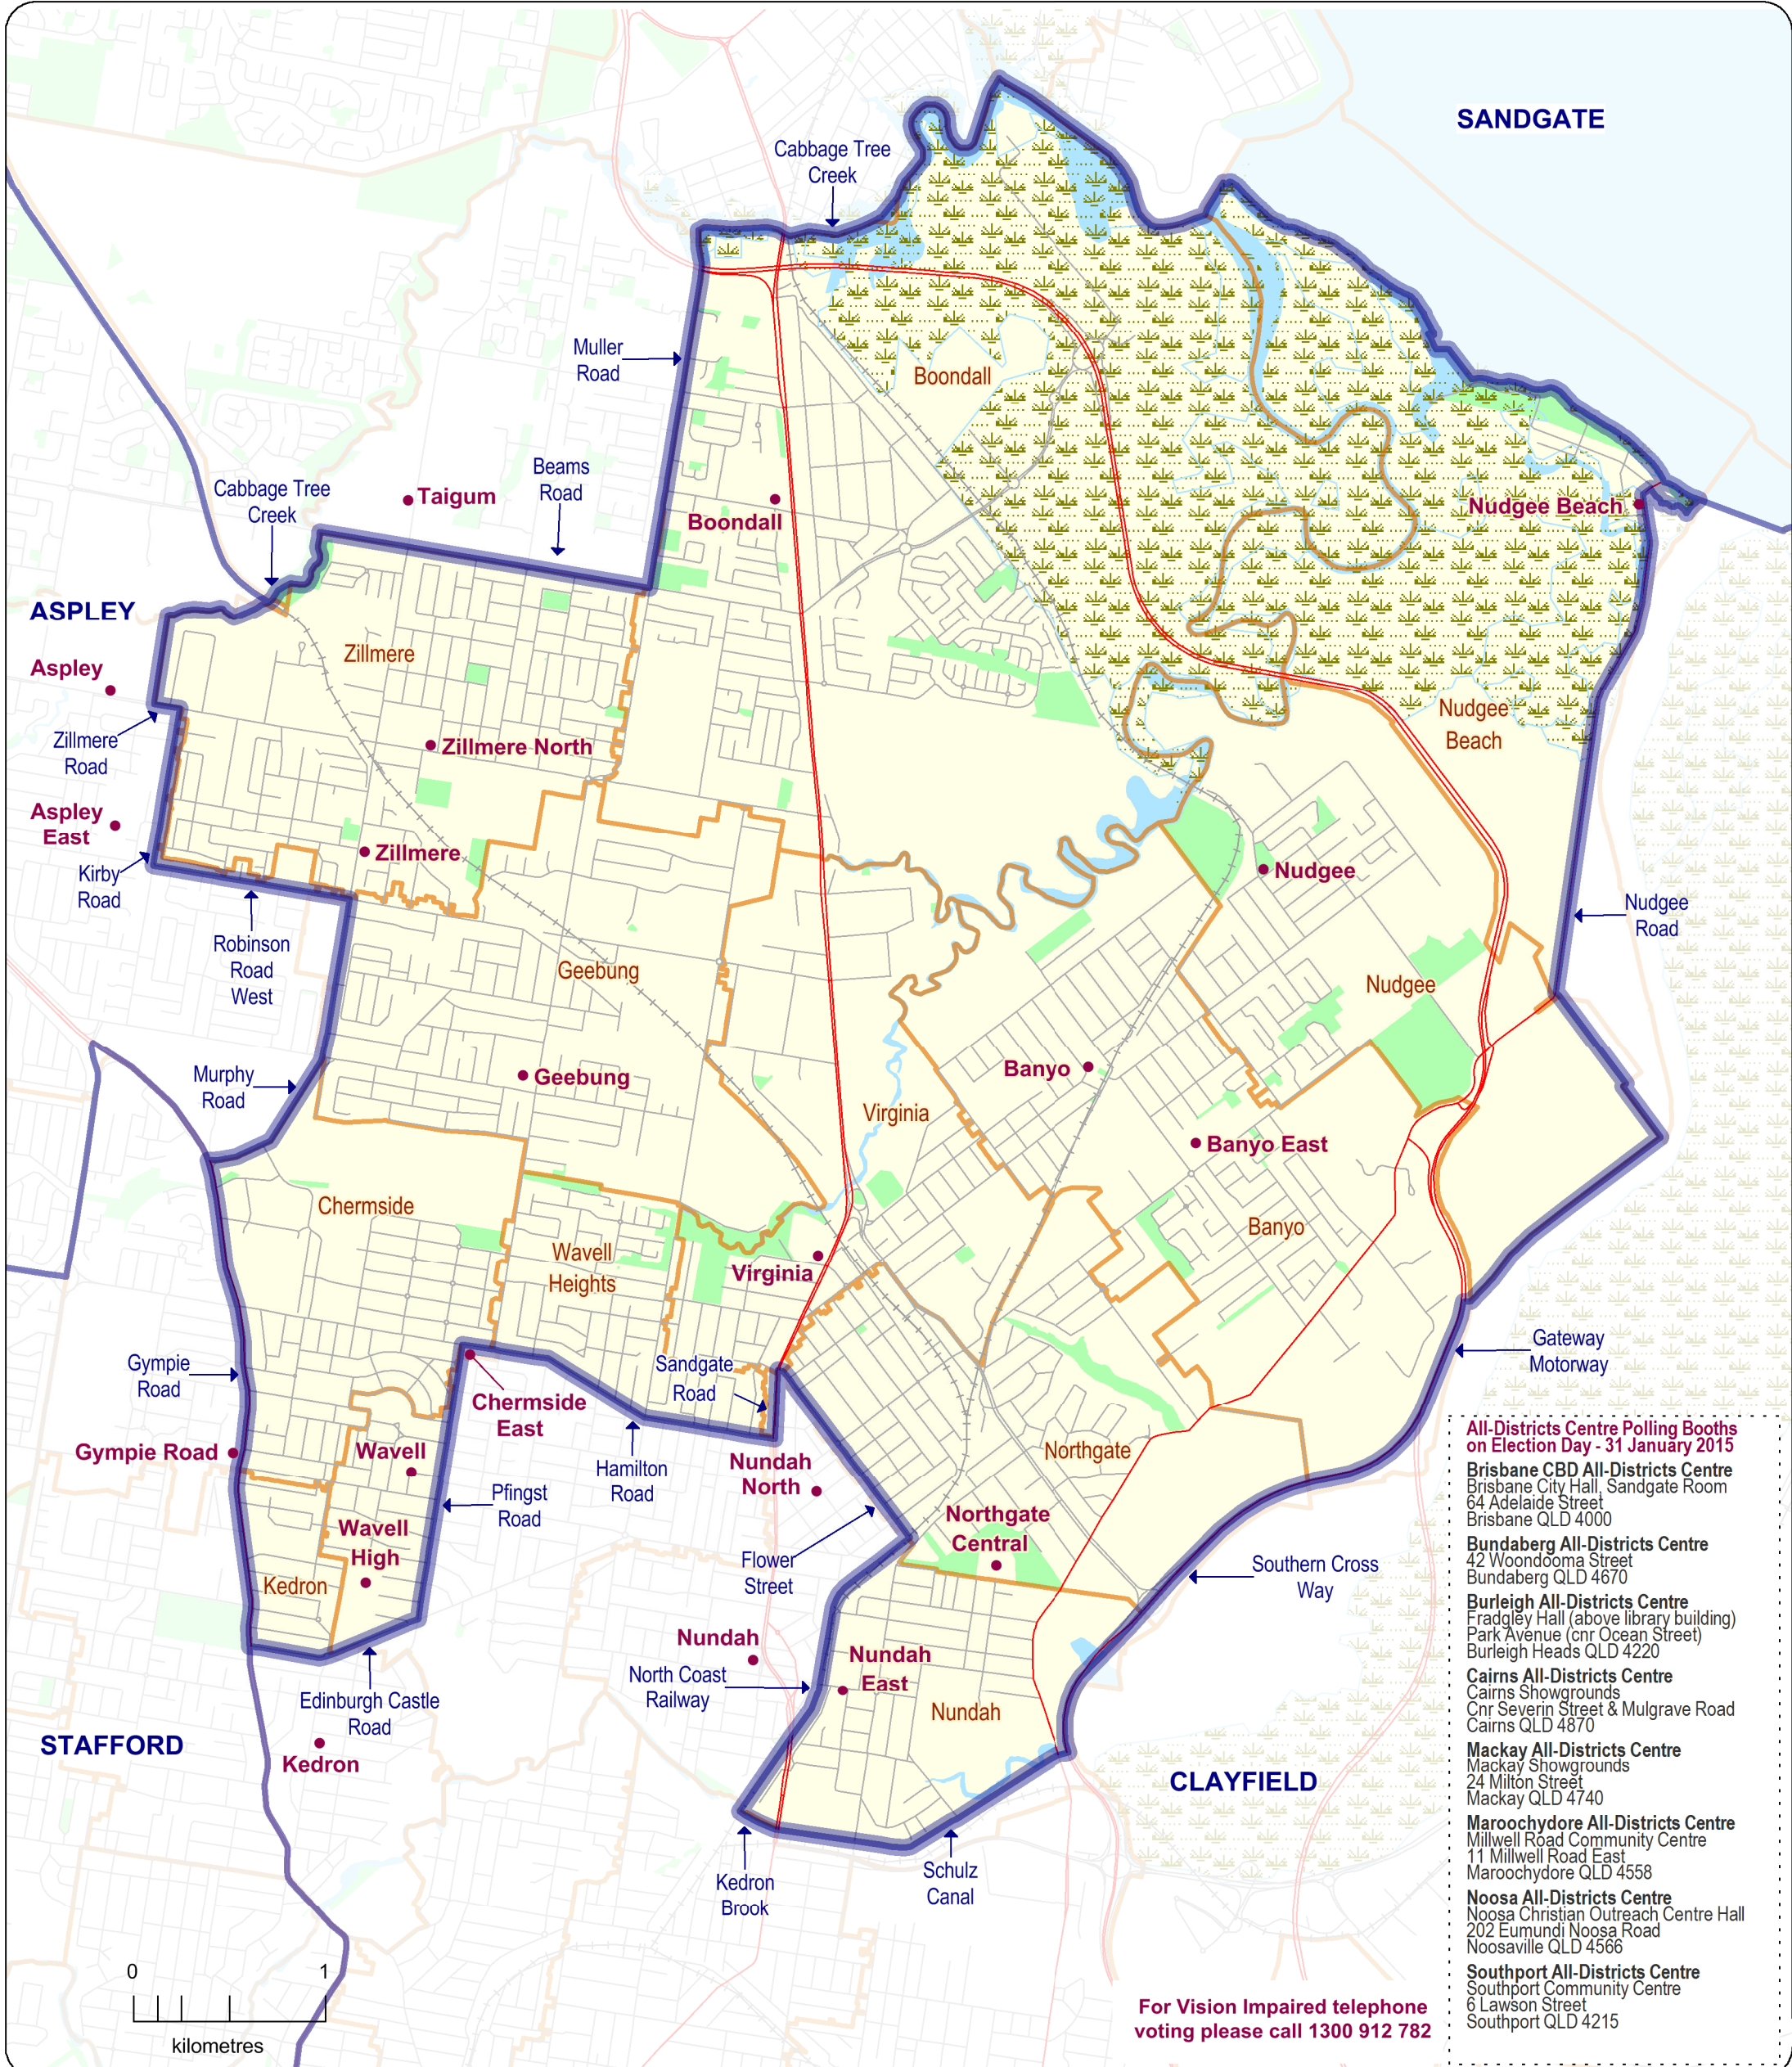 SANDGATE
Cabbage Tree
Creek
Muller
Road
Boondall
Beams
Road
Cabbage Tree
Creek
Taigum
Boondall
Nudgee Beach
ASPLEY
Zillmere
Aspley
Nudgee
Beach
Zillmere
Road
Zillmere North
Aspley
East
Zillmere
Kirby
Road
Nudgee
Nudgee
Road
Robinson
Road
West
Geebung
Nudgee
Murphy
Road
Geebung
Banyo
Virginia
Banyo East
Chermside
Wavell
Heights
Banyo
Virginia
Gympie
Road
Sandgate
Road
Gateway
Motorway
Chermside
East
Gympie Road
Wavell
Hamilton
Road
Nundah
North
Northgate
Pfingst
Road
Wavell
High
Northgate
Central
Flower
Street
Southern Cross
Way
Kedron
Nundah
Nundah
East
North Coast
Railway
Edinburgh Castle
Road
Nundah
STAFFORD
Kedron
CLAYFIELD
Kedron
Brook
Schulz
Canal
0 1
kilometres
For Vision Impaired telephone
voting please call 1300 912 782
All-Districts Centre Polling Booths
on Election Day - 31 January 2015
Brisbane CBD All-Districts Centre
Brisbane City Hall, Sandgate Room
64 Adelaide Street
Brisbane QLD 4000
Bundaberg All-Districts Centre
42 Woondooma Street
Bundaberg QLD 4670
Burleigh All-Districts Centre
Fradgley Hall (above library building)
Park Avenue (cnr Ocean Street)
Burleigh Heads QLD 4220
Cairns All-Districts Centre
Cairns Showgrounds
Cnr Severin Street & Mulgrave Road
Cairns QLD 4870
Mackay All-Districts Centre
Mackay Showgrounds
24 Milton Street
Mackay QLD 4740
Maroochydore All-Districts Centre
Millwell Road Community Centre
11 Millwell Road East
Maroochydore QLD 4558
Noosa All-Districts Centre
Noosa Christian Outreach Centre Hall
202 Eumundi Noosa Road
Noosaville QLD 4566
Southport All-Districts Centre
Southport Community Centre
6 Lawson Street
Southport QLD 4215